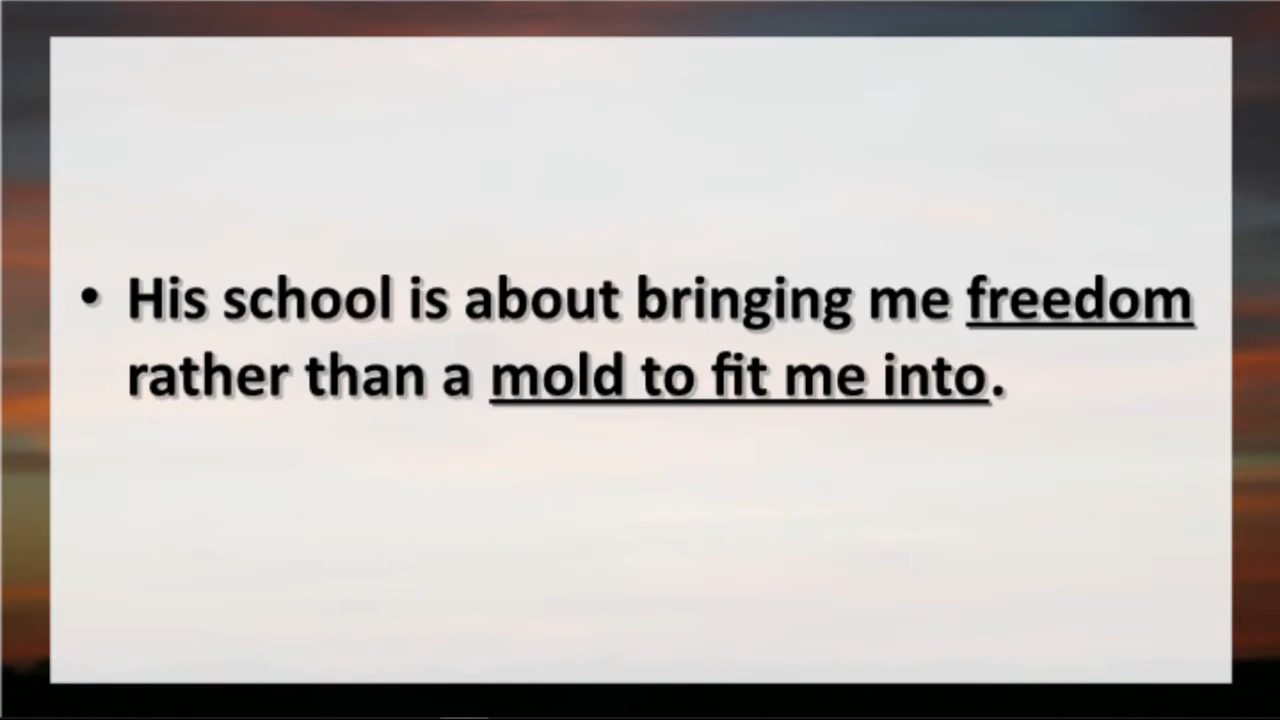 • His school is about bringing me freedom
rather than a mold to fit me into.